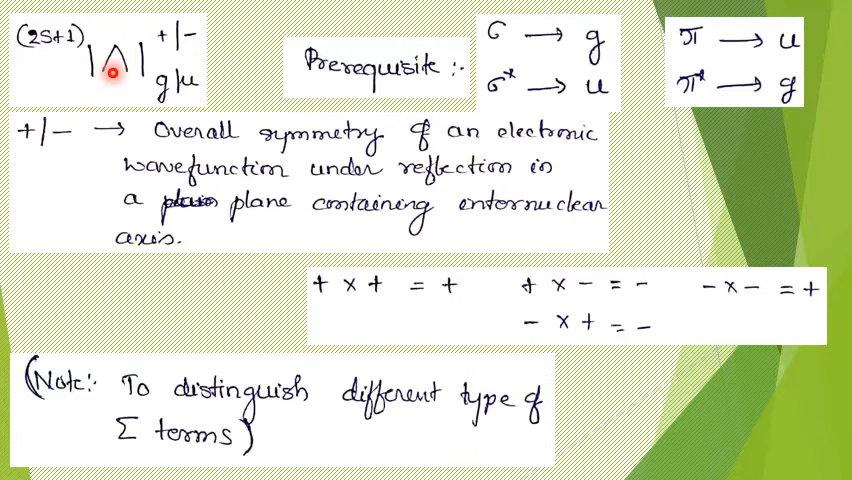 (2S+1) |Λ| +/-
g/u
Prerequisite :-
σ → g
σ* → u
π → u
π* → g
+/- → Overall symmetry of an electronic
wavefunction under reflection in
a plane containing internuclear
axis.
+ x + = + + x - = - - x - = +
- x + = -
(Note:- To distinguish different type of
Σ terms)